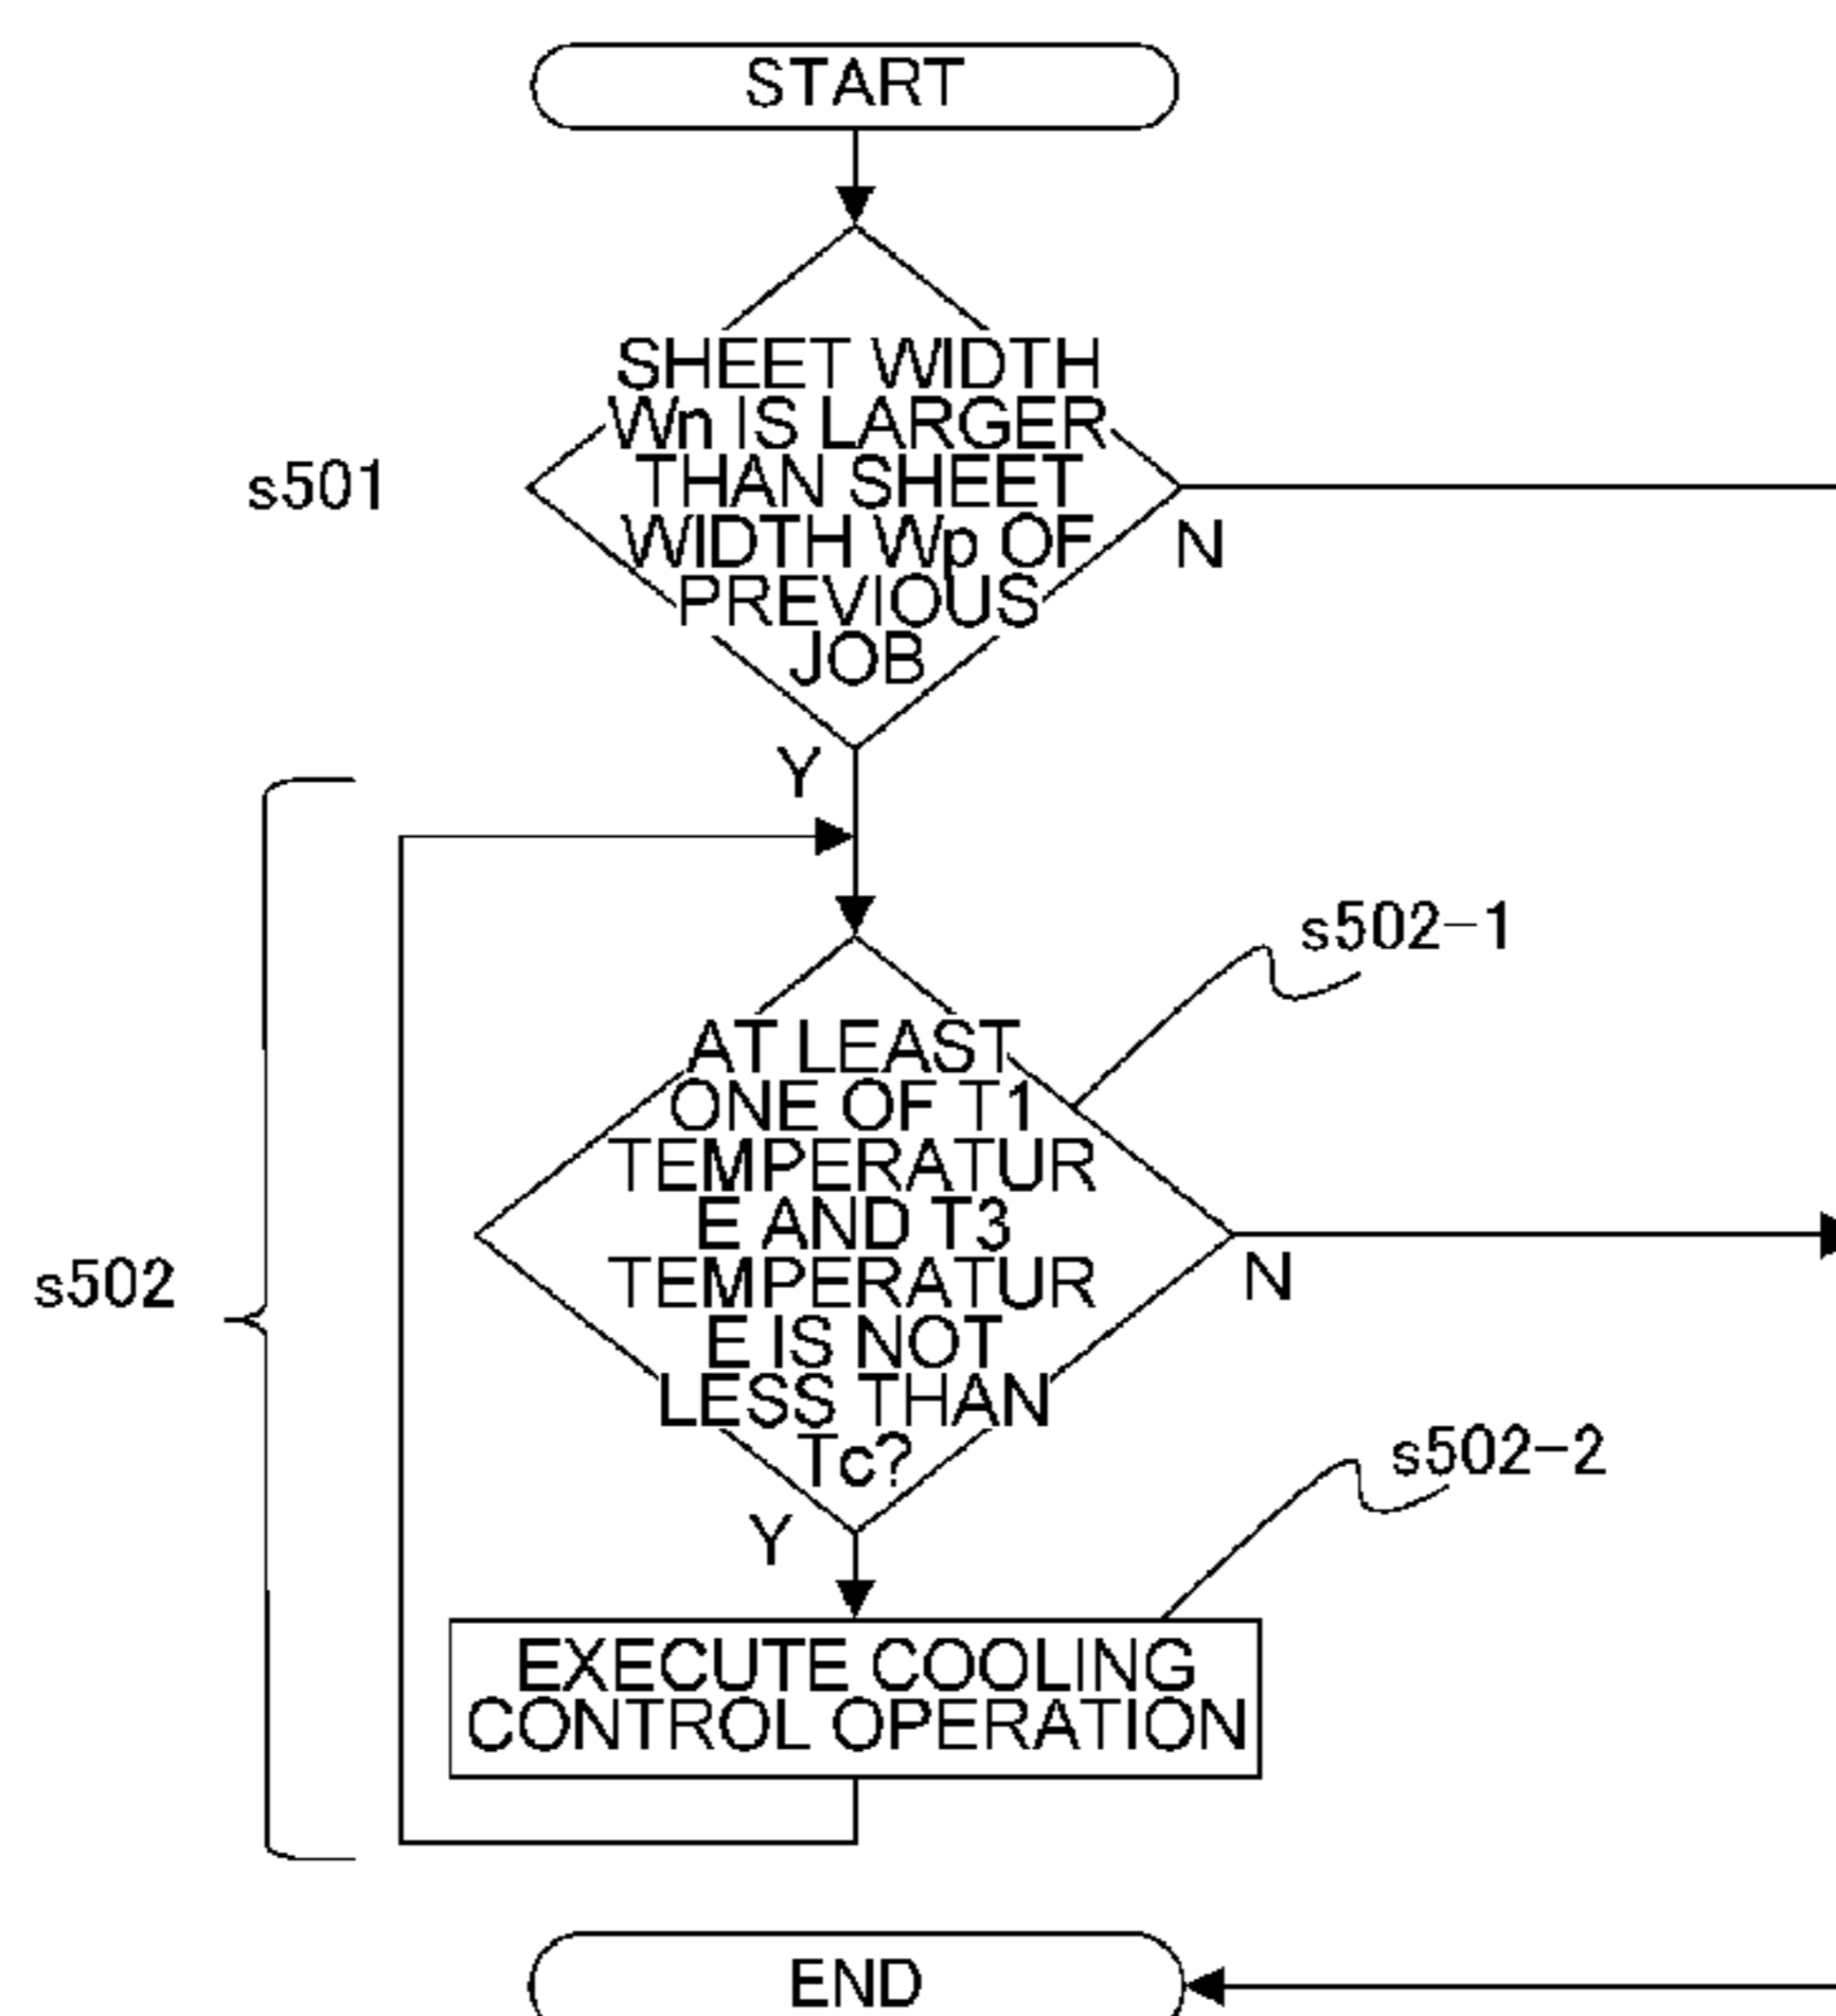 START
SHEET WIDTH
Wn IS LARGER
THAN SHEET
WIDTH Wp OF
PREVIOUS
JOB
s501
N
Y
s502-1
AT LEAST
ONE OF T1
TEMPERATUR
E AND T3
TEMPERATUR
E IS NOT
LESS THAN
Tc?
s502
N
Y
s502-2
EXECUTE COOLING
CONTROL OPERATION
END